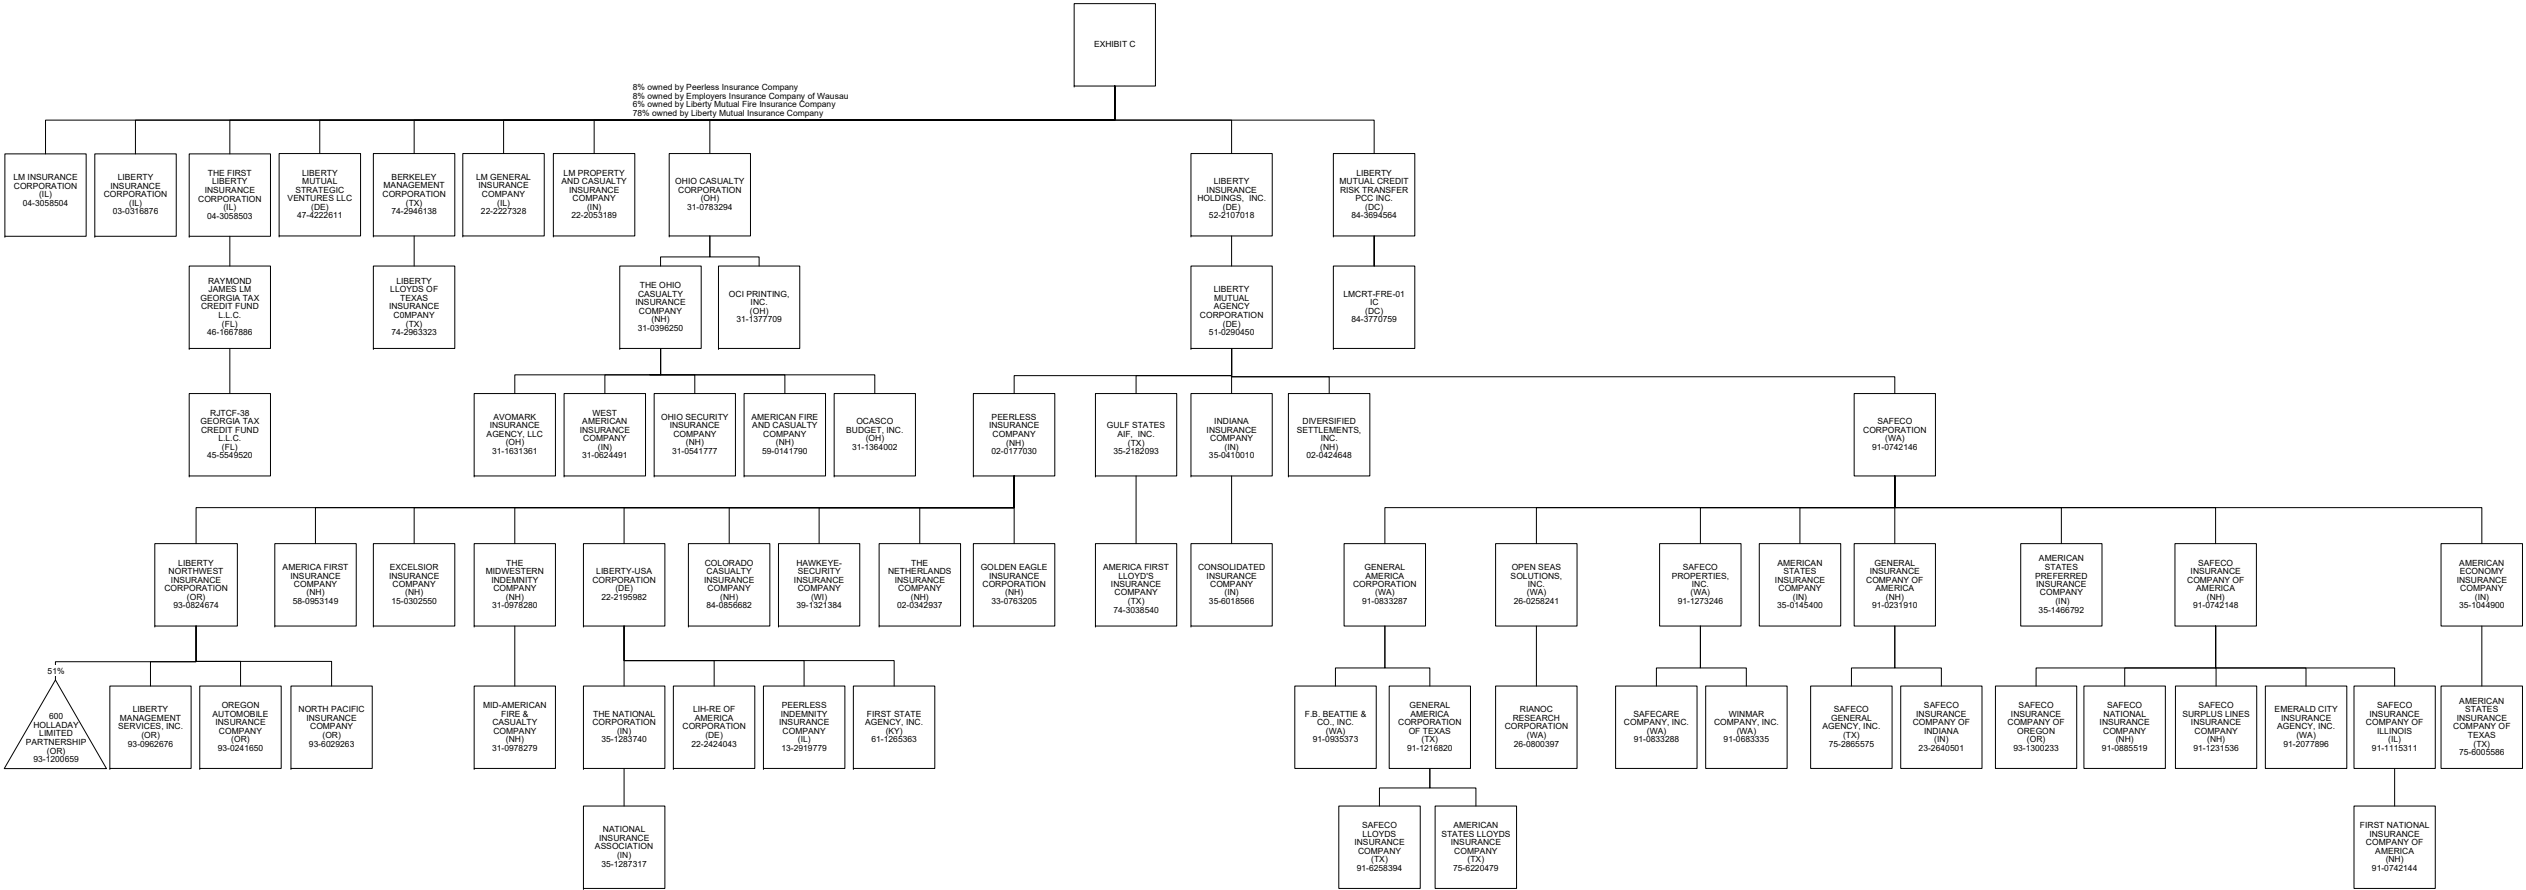 EXHIBIT C
8% owned by Peerless Insurance Company
8% owned by Employers Insurance Company of Wausau
6% owned by Liberty Mutual Fire Insurance Company
78% owned by Liberty Mutual Insurance Company
LM INSURANCE
CORPORATION
(IL)
04-3058504
LIBERTY
INSURANCE
CORPORATION
(IL)
03-0316876
THE FIRST
LIBERTY
INSURANCE
CORPORATION
(IL)
04-3058503
LIBERTY
MUTUAL
STRATEGIC
VENTURES LLC
(DE)
47-4222611
BERKELEY
MANAGEMENT
CORPORATION
(TX)
74-2946138
LM GENERAL
INSURANCE
COMPANY
(IL)
22-2227328
LM PROPERTY
AND CASUALTY
INSURANCE
COMPANY
(IN)
22-2053189
OHIO CASUALTY
CORPORATION
(OH)
31-0783294
LIBERTY
INSURANCE
HOLDINGS, INC.
(DE)
52-2107018
LIBERTY
MUTUAL CREDIT
RISK TRANSFER
PCC INC.
(DC)
84-3694564
RAYMOND
JAMES LM
GEORGIA TAX
CREDIT FUND
L.L.C.
(FL)
46-1667886
LIBERTY
LLOYDS OF
TEXAS
INSURANCE
C0MPANY
(TX)
74-2963323
THE OHIO
CASUALTY
INSURANCE
COMPANY
(NH)
31-0396250
OCI PRINTING,
INC.
(OH)
31-1377709
LIBERTY
MUTUAL
AGENCY
CORPORATION
(DE)
51-0290450
LMCRT-FRE-01
IC
(DC)
84-3770759
RJTCF-38
GEORGIA TAX
CREDIT FUND
L.L.C.
(FL)
45-5549520
AVOMARK
INSURANCE
AGENCY, LLC
(OH)
31-1631361
WEST
AMERICAN
INSURANCE
COMPANY
(IN)
31-0624491
OHIO SECURITY
INSURANCE
COMPANY
(NH)
31-0541777
AMERICAN FIRE
AND CASUALTY
COMPANY
(NH)
59-0141790
OCASCO
BUDGET, INC.
(OH)
31-1364002
PEERLESS
INSURANCE
COMPANY
(NH)
02-0177030
GULF STATES
AIF, INC.
(TX)
35-2182093
INDIANA
INSURANCE
COMPANY
(IN)
35-0410010
DIVERSIFIED
SETTLEMENTS,
INC.
(NH)
02-0424648
SAFECO
CORPORATION
(WA)
91-0742146
LIBERTY
NORTHWEST
INSURANCE
CORPORATION
(OR)
93-0824674
AMERICA FIRST
INSURANCE
COMPANY
(NH)
58-0953149
EXCELSIOR
INSURANCE
COMPANY
(NH)
15-0302550
THE
MIDWESTERN
INDEMNITY
COMPANY
(NH)
31-0978280
LIBERTY-USA
CORPORATION
(DE)
22-2195982
COLORADO
CASUALTY
INSURANCE
COMPANY
(NH)
84-0856682
HAWKEYE-
SECURITY
INSURANCE
COMPANY
(WI)
39-1321384
THE
NETHERLANDS
INSURANCE
COMPANY
(NH)
02-0342937
GOLDEN EAGLE
INSURANCE
CORPORATION
(NH)
33-0763205
AMERICA FIRST
LLOYD'S
INSURANCE
COMPANY
(TX)
74-3038540
CONSOLIDATED
INSURANCE
COMPANY
(IN)
35-6018566
GENERAL
AMERICA
CORPORATION
(WA)
91-0833287
OPEN SEAS
SOLUTIONS,
INC.
(WA)
26-0258241
SAFECO
PROPERTIES,
INC.
(WA)
91-1273246
AMERICAN
STATES
INSURANCE
COMPANY
(IN)
35-0145400
GENERAL
INSURANCE
COMPANY OF
AMERICA
(NH)
91-0231910
AMERICAN
STATES
PREFERRED
INSURANCE
COMPANY
(IN)
35-1466792
SAFECO
INSURANCE
COMPANY OF
AMERICA
(NH)
91-0742148
AMERICAN
ECONOMY
INSURANCE
COMPANY
(IN)
35-1044900
51%
600
HOLLADAY
LIMITED
PARTNERSHIP
(OR)
93-1200659
LIBERTY
MANAGEMENT
SERVICES, INC.
(OR)
93-0962676
OREGON
AUTOMOBILE
INSURANCE
COMPANY
(OR)
93-0241650
NORTH PACIFIC
INSURANCE
COMPANY
(OR)
93-6029263
MID-AMERICAN
FIRE &
CASUALTY
COMPANY
(NH)
31-0978279
THE NATIONAL
CORPORATION
(IN)
35-1283740
LIH-RE OF
AMERICA
CORPORATION
(DE)
22-2424043
PEERLESS
INDEMNITY
INSURANCE
COMPANY
(IL)
13-2919779
FIRST STATE
AGENCY, INC.
(KY)
61-1265363
F.B. BEATTIE &
CO., INC.
(WA)
91-0935373
GENERAL
AMERICA
CORPORATION
OF TEXAS
(TX)
91-1216820
RIANOC
RESEARCH
CORPORATION
(WA)
26-0800397
SAFECARE
COMPANY, INC.
(WA)
91-0833288
WINMAR
COMPANY, INC.
(WA)
91-0683335
SAFECO
GENERAL
AGENCY, INC.
(TX)
75-2865575
SAFECO
INSURANCE
COMPANY OF
INDIANA
(IN)
23-2640501
SAFECO
INSURANCE
COMPANY OF
OREGON
(OR)
93-1300233
SAFECO
NATIONAL
INSURANCE
COMPANY
(NH)
91-0885519
SAFECO
SURPLUS LINES
INSURANCE
COMPANY
(NH)
91-1231536
EMERALD CITY
INSURANCE
AGENCY, INC.
(WA)
91-2077896
SAFECO
INSURANCE
COMPANY OF
ILLINOIS
(IL)
91-1115311
AMERICAN
STATES
INSURANCE
COMPANY OF
TEXAS
(TX)
75-6005586
NATIONAL
INSURANCE
ASSOCIATION
(IN)
35-1287317
SAFECO
LLOYDS
INSURANCE
COMPANY
(TX)
91-6258394
AMERICAN
STATES LLOYDS
INSURANCE
COMPANY
(TX)
75-6220479
FIRST NATIONAL
INSURANCE
COMPANY OF
AMERICA
(NH)
91-0742144